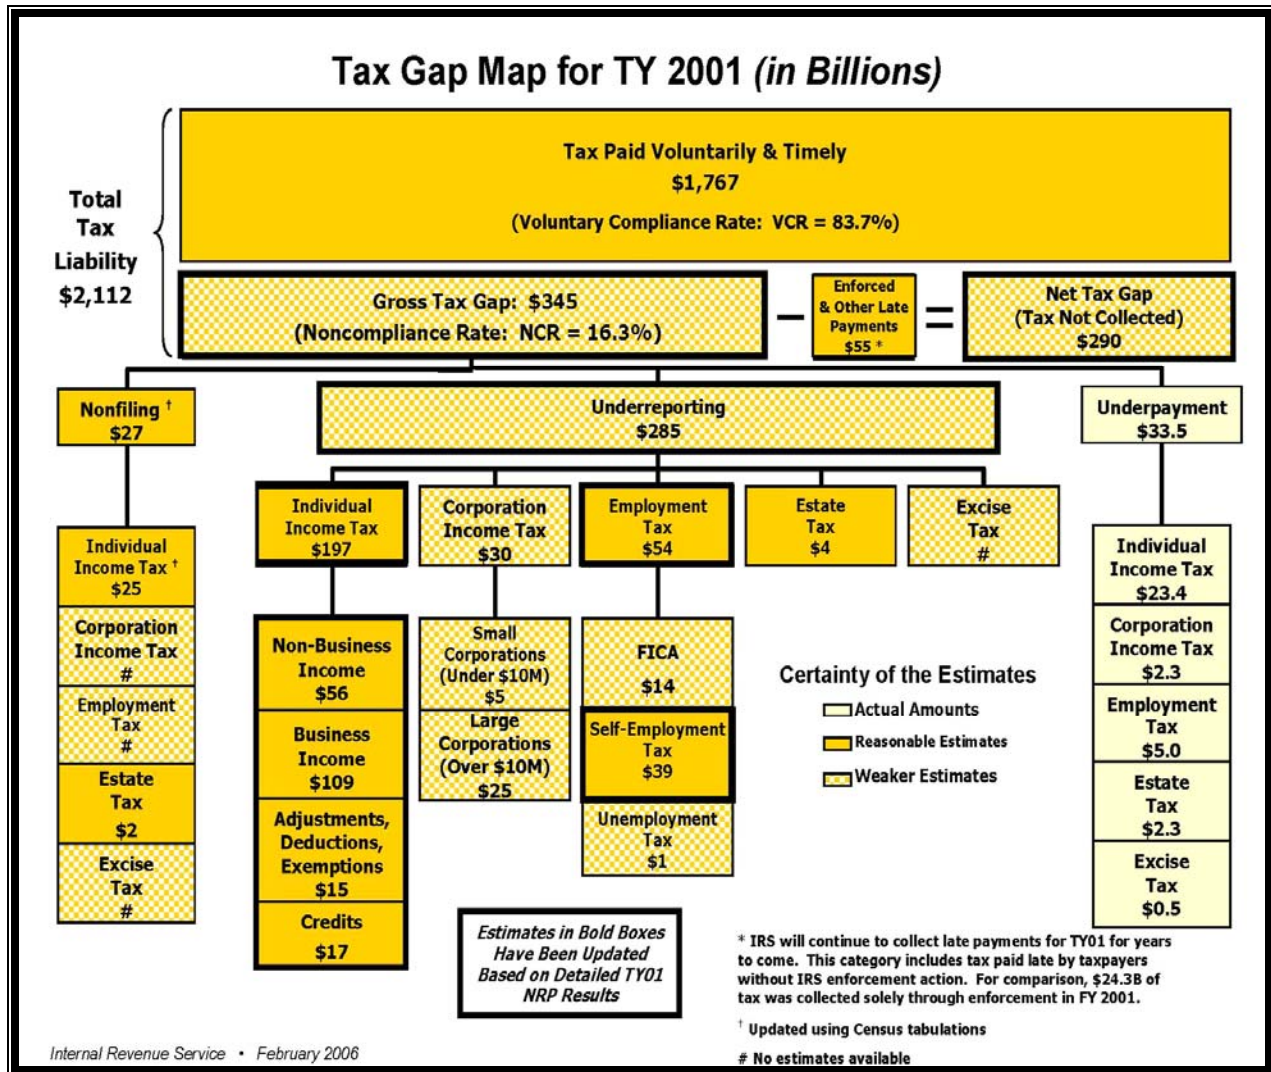 Tax Gap Map for TY 2001 (in Billions)
Total
Tax
Liability
$2,112
Tax Paid Voluntarily & Timely
$1,767
(Voluntary Compliance Rate: VCR = 83.7%)
Gross Tax Gap: $345
(Noncompliance Rate: NCR = 16.3%)
–
Enforced
& Other Late
Payments
$55 *
=
Net Tax Gap
(Tax Not Collected)
$290
Nonfiling †
$27
Underreporting
$285
Underpayment
$33.5
Individual
Income Tax †
$25
Corporation
Income Tax
#
Employment
Tax
#
Estate
Tax
$2
Excise
Tax
#
Individual
Income Tax
$197
Corporation
Income Tax
$30
Employment
Tax
$54
Estate
Tax
$4
Excise
Tax
#
Non-Business
Income
$56
Business
Income
$109
Adjustments,
Deductions,
Exemptions
$15
Credits
$17
Small
Corporations
(Under $10M)
$5
Large
Corporations
(Over $10M)
$25
FICA
$14
Self-Employment
Tax
$39
Unemployment
Tax
$1
Certainty of the Estimates
Actual Amounts
Reasonable Estimates
Weaker Estimates
Individual
Income Tax
$23.4
Corporation
Income Tax
$2.3
Employment
Tax
$5.0
Estate
Tax
$2.3
Excise
Tax
$0.5
Estimates in Bold Boxes
Have Been Updated
Based on Detailed TY01
NRP Results
* IRS will continue to collect late payments for TY01 for years
to come. This category includes tax paid late by taxpayers
without IRS enforcement action. For comparison, $24.3B of
tax was collected solely through enforcement in FY 2001.
† Updated using Census tabulations
# No estimates available
Internal Revenue Service • February 2006